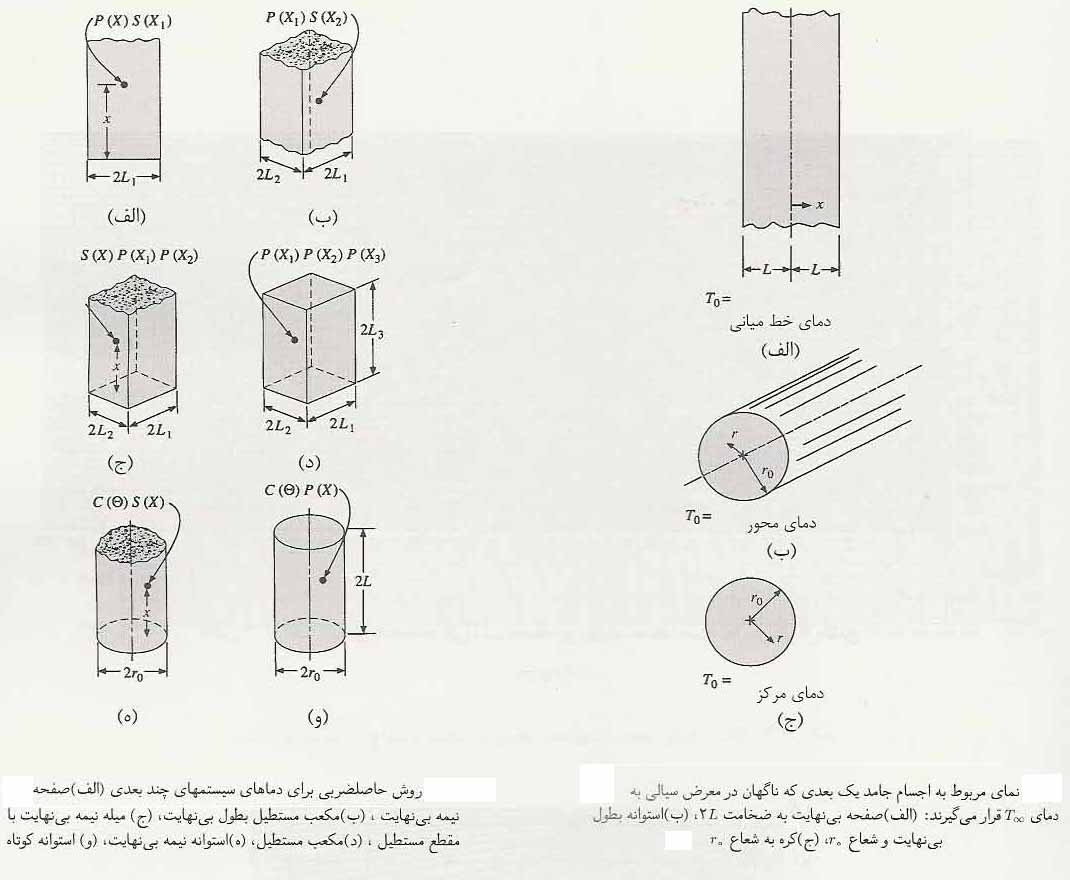 P (X) S (X₁)
x
2L₁
(الف)
P (X₁) S (X₂)
2L₂
2L₁
(ب)
S (X) P (X₁) P (X₂)
x
2L₂
2L₁
(ج)
P (X₁) P (X₂) P (X₃)
2L₃
2L₂
2L₁
(د)
C (Θ) S (X)
x
2r₀
(ه)
C (Θ) P (X)
2L
2r₀
(و)
روش حاصلضربی برای دماهای سیستمهای چند بعدی (الف)صفحه
نیمه بی‌نهایت ، (ب)مکعب مستطیل بطول بی‌نهایت، (ج) میله نیمه بی‌نهایت با
مقطع مستطیل ، (د)مکعب مستطیل، (ه)استوانه نیمه بی‌نهایت، (و) استوانه کوتاه
x
L
L
T₀ =
دمای خط میانی
(الف)
r
r₀
T₀ =
دمای محور
(ب)
r₀
r
T₀ =
دمای مرکز
(ج)
نمای مربوط به اجسام جامد یک بعدی که ناگهان در معرض سیالی به
دمای T∞ قرار می‌گیرند: (الف)صفحه بی‌نهایت به ضخامت ۲L، (ب)استوانه بطول
بی‌نهایت و شعاع r₀، (ج)کره به شعاع r₀